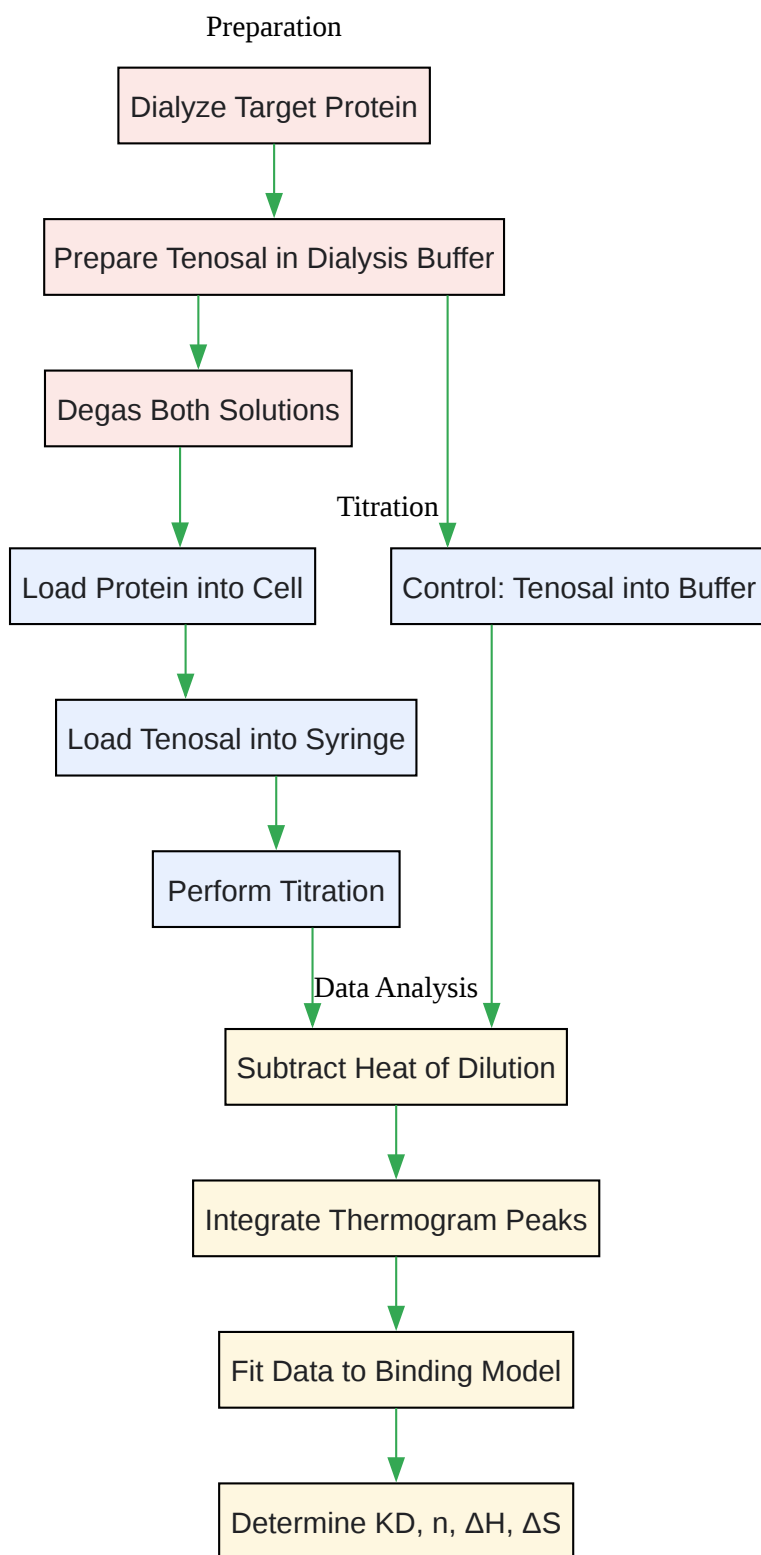 Preparation
Dialyze Target Protein
Prepare Tenosal in Dialysis Buffer
Degas Both Solutions
Titration
Load Protein into Cell
Control: Tenosal into Buffer
Load Tenosal into Syringe
Perform Titration
Data Analysis
Subtract Heat of Dilution
Integrate Thermogram Peaks
Fit Data to Binding Model
Determine KD, n, ΔH, ΔS